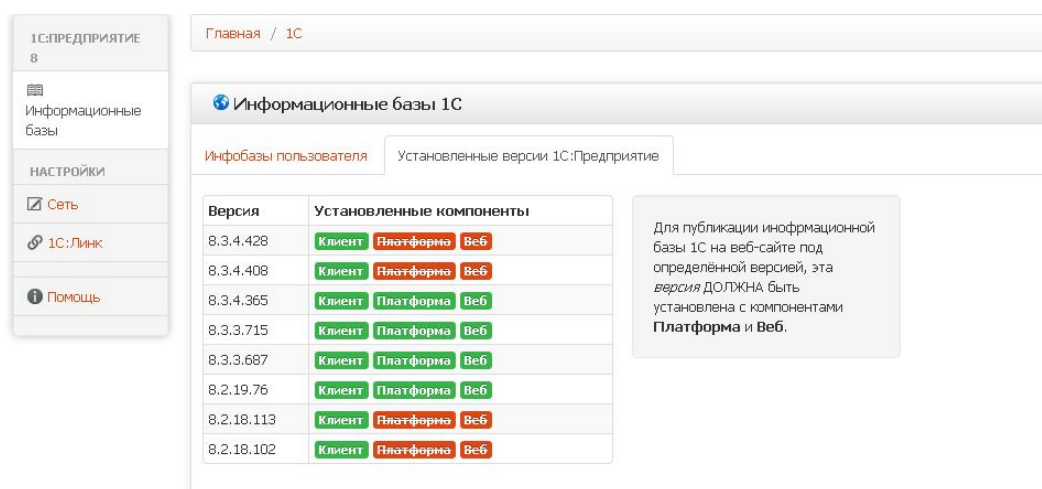 1С:ПРЕДПРИЯТИЕ
8
Информационные
базы
НАСТРОЙКИ
Сеть
1С:Линк
Помощь
Главная / 1С
Информационные базы 1С
Инфобазы пользователя Установленные версии 1С:Предприятие
Версия Установленные компоненты
8.3.4.428 Клиент Платформа Веб
8.3.4.408 Клиент Платформа Веб
8.3.4.365 Клиент Платформа Веб
8.3.3.715 Клиент Платформа Веб
8.3.3.687 Клиент Платформа Веб
8.2.19.76 Клиент Платформа Веб
8.2.18.113 Клиент Платформа Веб
8.2.18.102 Клиент Платформа Веб
Для публикации инофрмационной
базы 1С на веб-сайте под
определённой версией, эта
версия ДОЛЖНА быть
установлена с компонентами
Платформа и Веб.